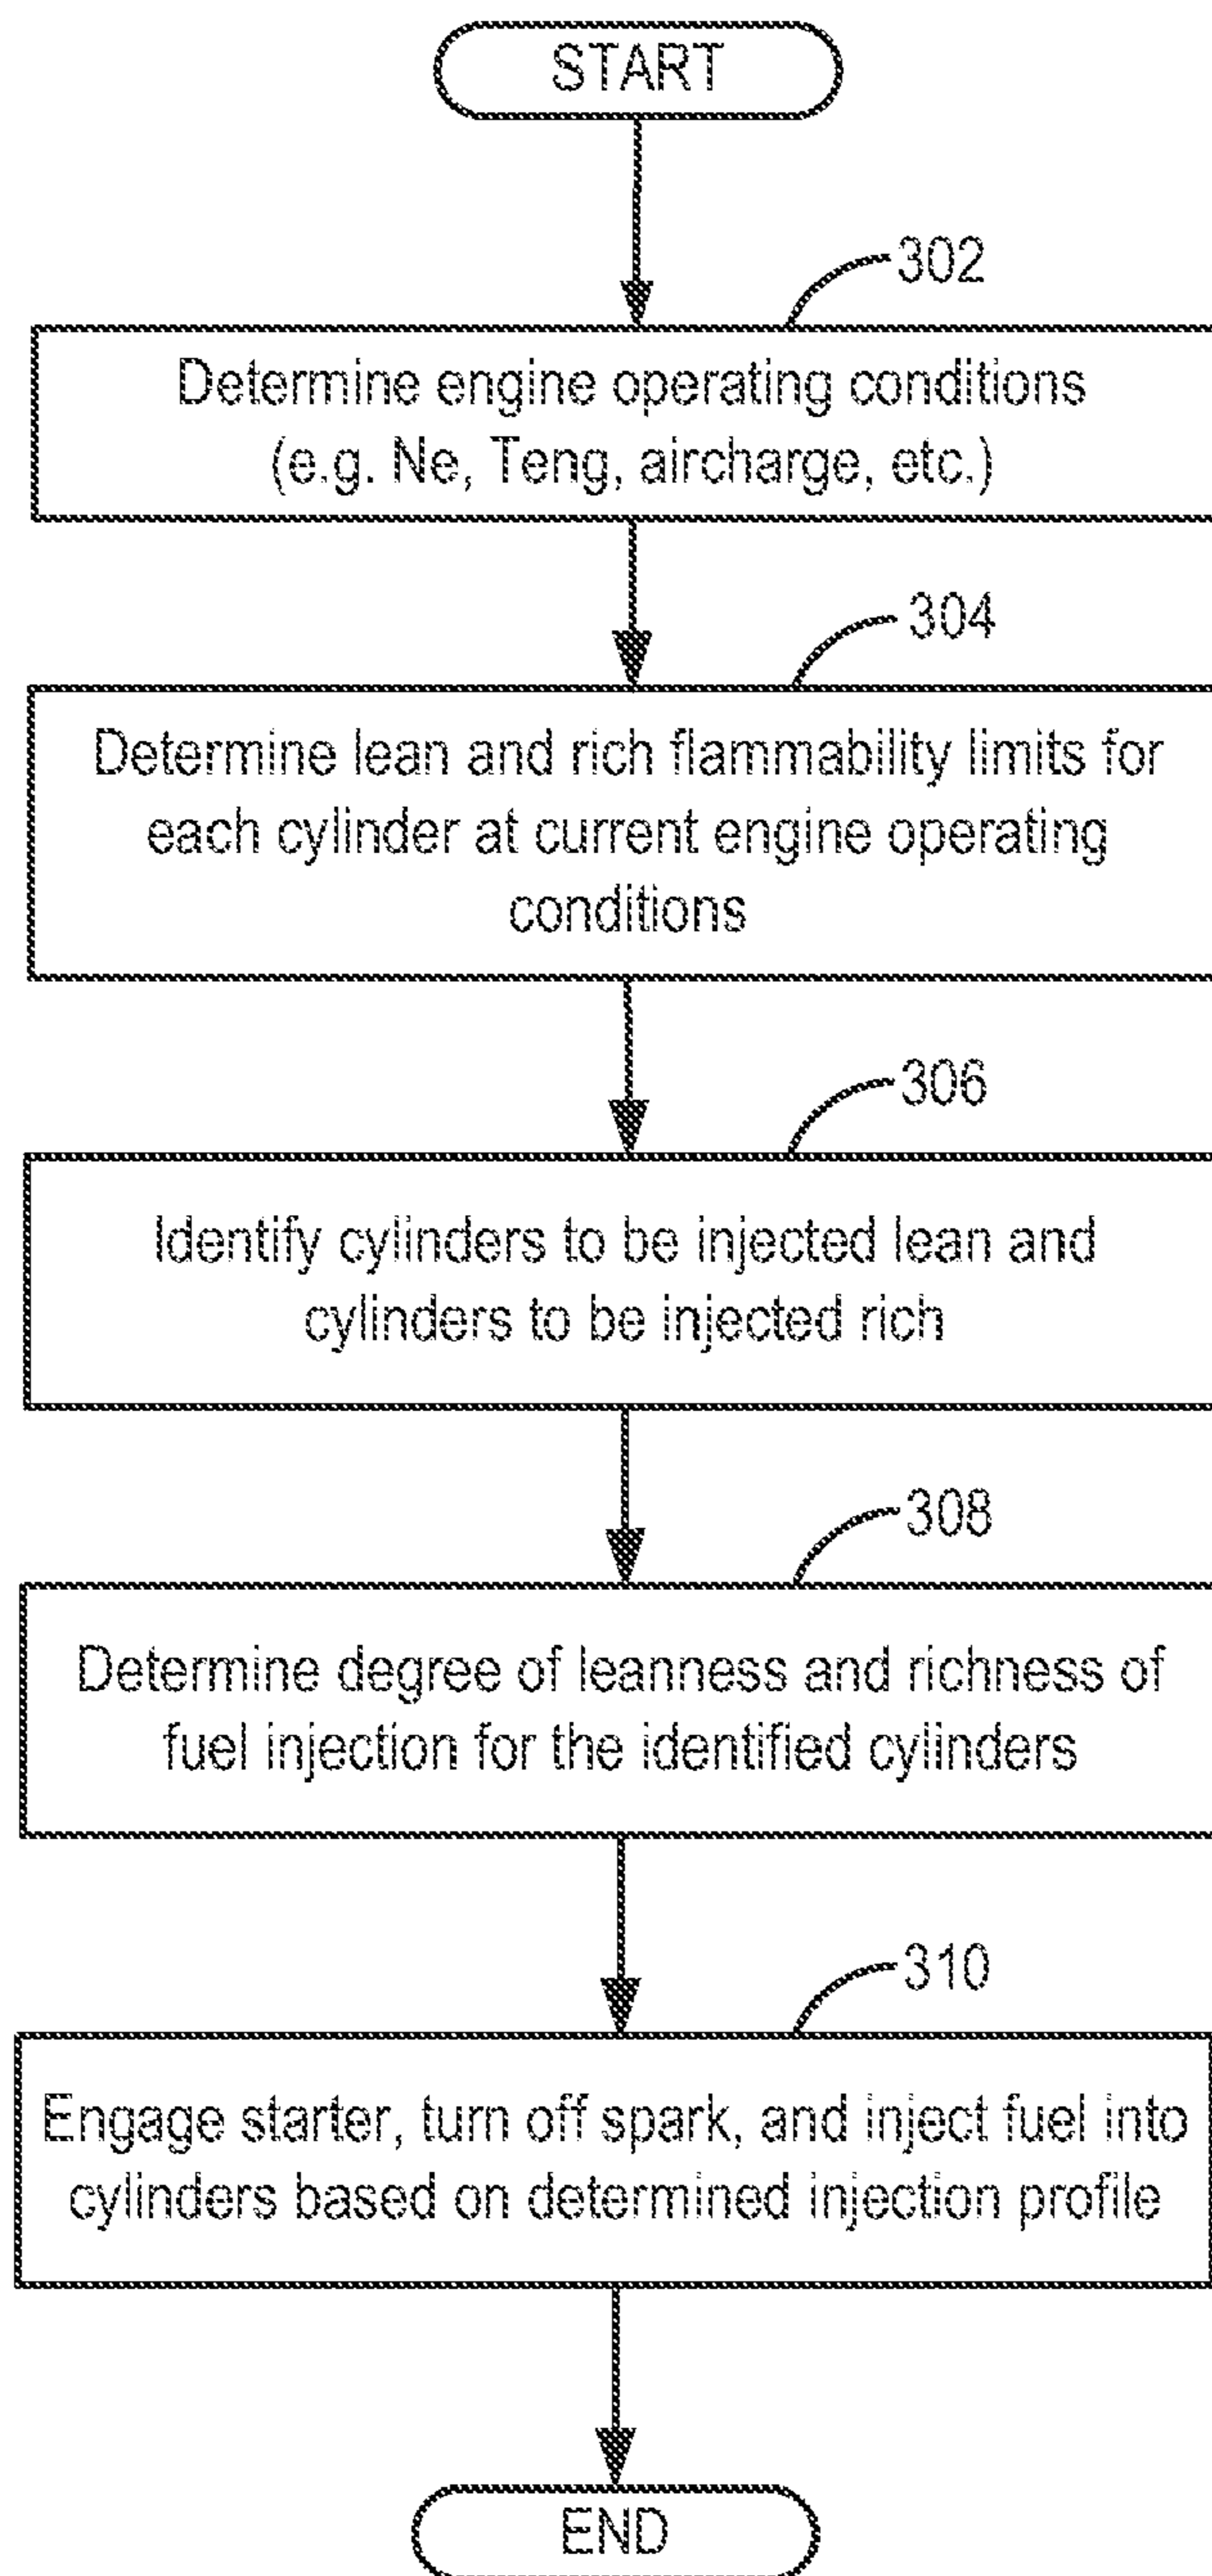 START
302
Determine engine operating conditions
(e.g. Ne, Teng, aircharge, etc.)
304
Determine lean and rich flammability limits for
each cylinder at current engine operating
conditions
306
Identify cylinders to be injected lean and
cylinders to be injected rich
308
Determine degree of leanness and richness of
fuel injection for the identified cylinders
310
Engage starter, turn off spark, and inject fuel into
cylinders based on determined injection profile
END